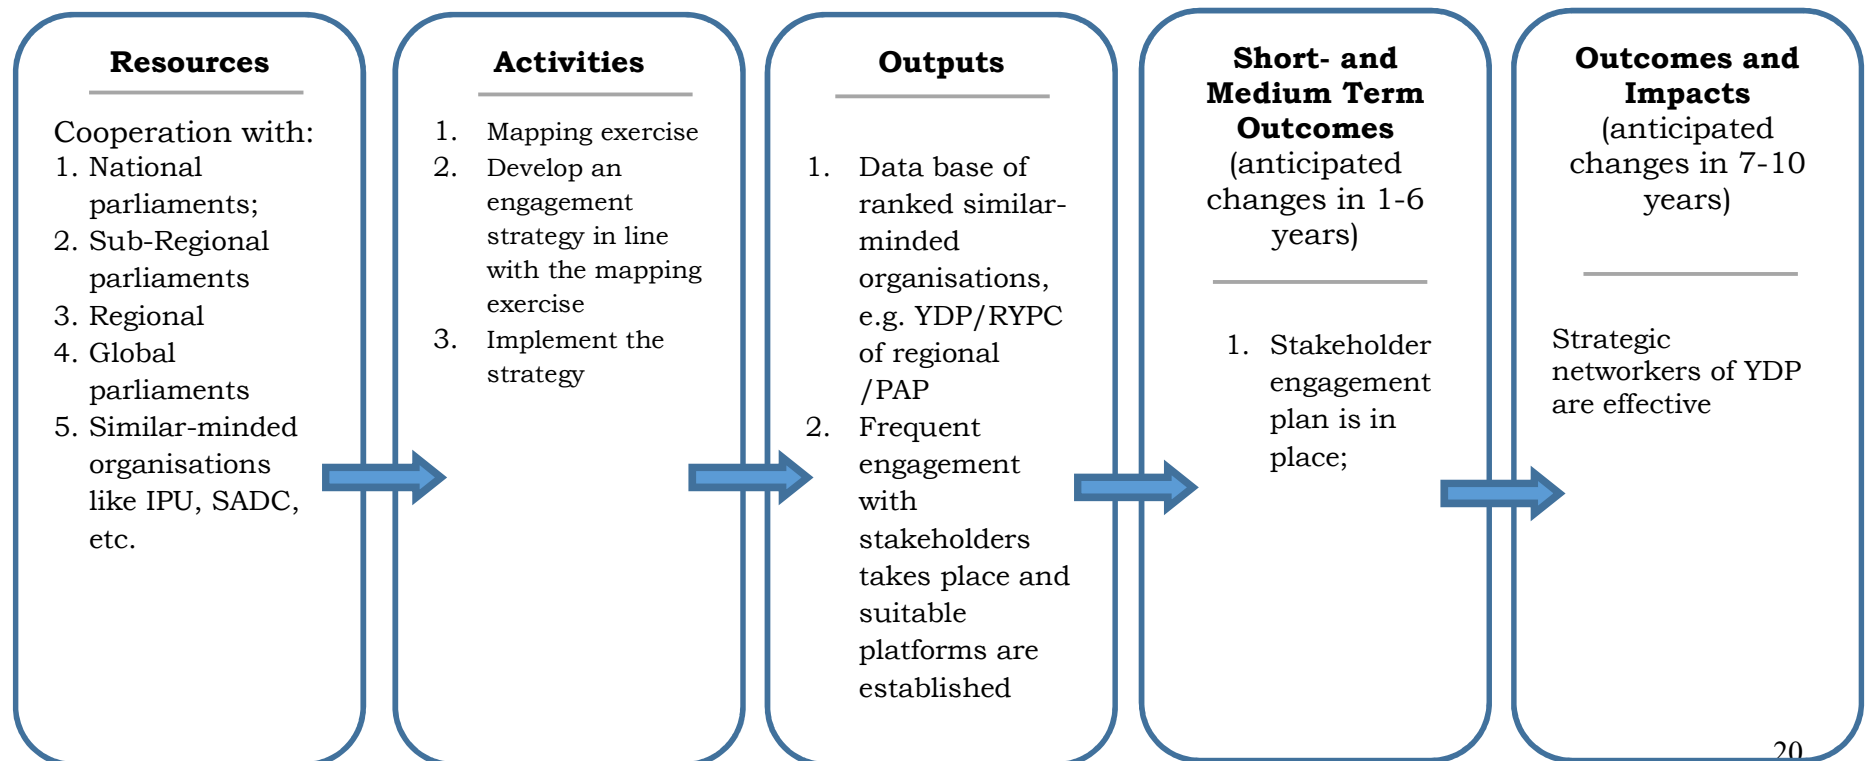 Resources
Cooperation with:
1. National
parliaments;
2. Sub-Regional
parliaments
3. Regional
4. Global
parliaments
5. Similar-minded
organisations
like IPU, SADC,
etc.
Activities
1. Mapping exercise
2. Develop an
engagement
strategy in line
with the mapping
exercise
3. Implement the
strategy
Outputs
1. Data base of
ranked similar-
minded
organisations,
e.g. YDP/RYPC
of regional
/PAP
2. Frequent
engagement
with
stakeholders
takes place and
suitable
platforms are
established
Short- and
Medium Term
Outcomes
(anticipated
changes in 1-6
years)
1. Stakeholder
engagement
plan is in
place;
Outcomes and
Impacts
(anticipated
changes in 7-10
years)
Strategic
networkers of YDP
are effective
20